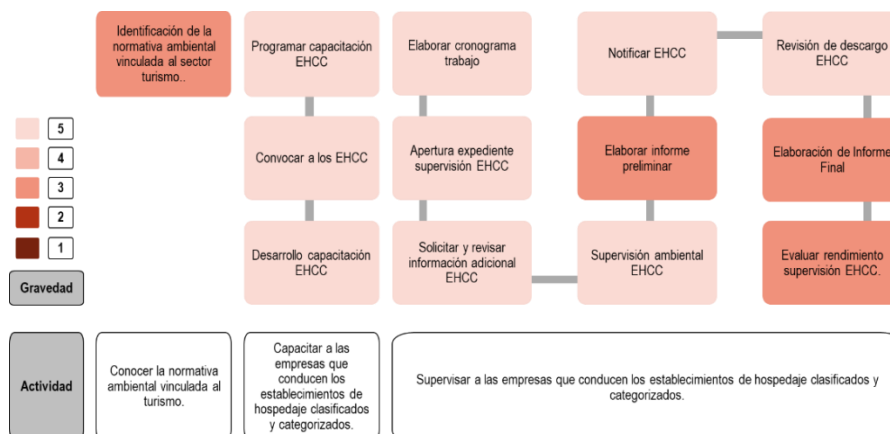 Identificación de la
normativa ambiental
vinculada al sector
turismo..
Programar capacitación
EHCC
Elaborar cronograma
trabajo
Notificar EHCC
Revisión de descargo
EHCC
Convocar a los EHCC
Apertura expediente
supervisión EHCC
Elaborar informe
preliminar
Elaboración de Informe
Final
Desarrollo capacitación
EHCC
Solicitar y revisar
información adicional
EHCC
Supervisión ambiental
EHCC
Evaluar rendimiento
supervisión EHCC.
5
4
3
2
1
Gravedad
Actividad
Conocer la normativa
ambiental vinculada al
turismo.
Capacitar a las
empresas que
conducen los
establecimientos de
hospedaje clasificados
y categorizados.
Supervisar a las empresas que conducen los establecimientos de hospedaje clasificados y
categorizados.